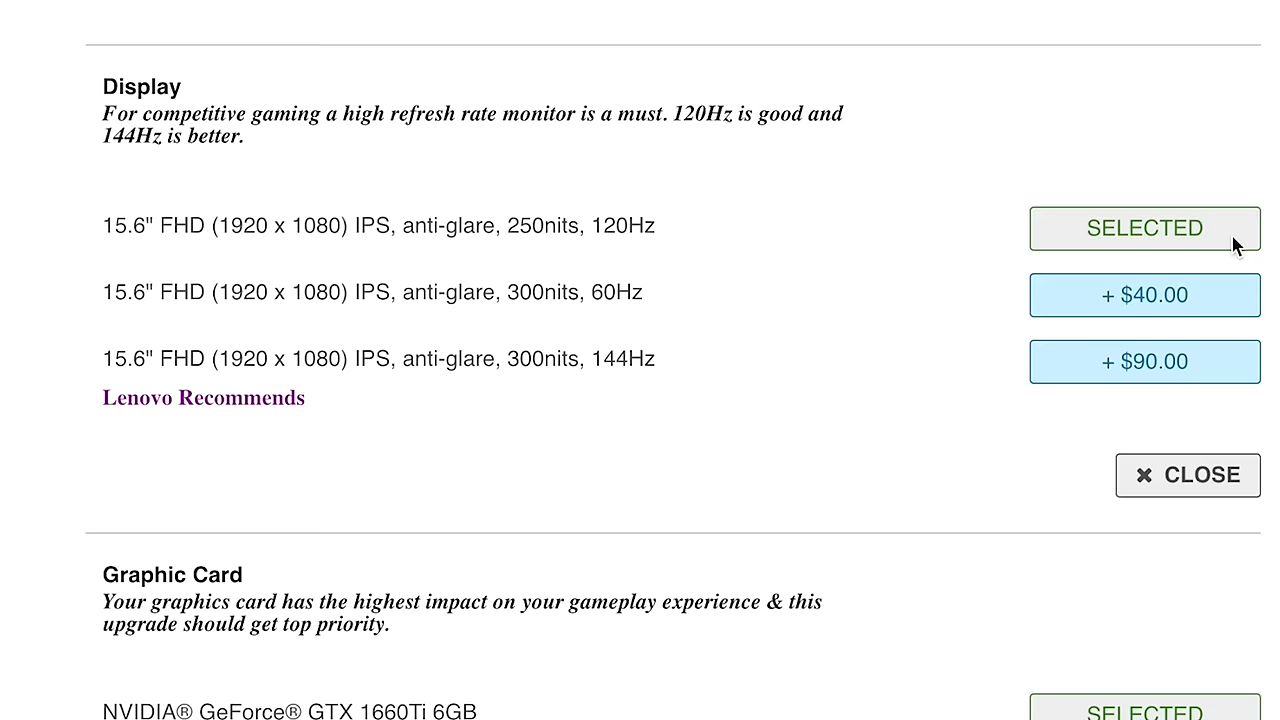 Display
For competitive gaming a high refresh rate monitor is a must. 120Hz is good and
144Hz is better.
15.6" FHD (1920 x 1080) IPS, anti-glare, 250nits, 120Hz
SELECTED
15.6" FHD (1920 x 1080) IPS, anti-glare, 300nits, 60Hz
+ $40.00
15.6" FHD (1920 x 1080) IPS, anti-glare, 300nits, 144Hz
+ $90.00
Lenovo Recommends
✖ CLOSE
Graphic Card
Your graphics card has the highest impact on your gameplay experience & this
upgrade should get top priority.
NVIDIA® GeForce® GTX 1660Ti 6GB
SELECTED